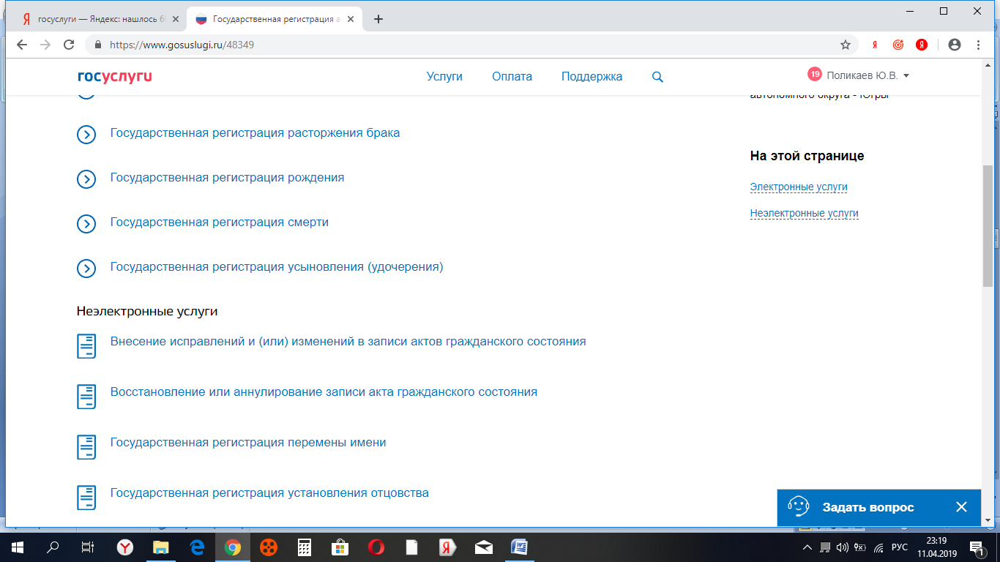 госуслуги — Яндекс: нашлось
Государственная регистрация а
https://www.gosuslugi.ru/48349
госуслуги
Услуги
Оплата
Поддержка
19
Поликаев Ю.В.
автономного округа - Югры
Государственная регистрация расторжения брака
Государственная регистрация рождения
Государственная регистрация смерти
Государственная регистрация усыновления (удочерения)
На этой странице
Электронные услуги
Неэлектронные услуги
Неэлектронные услуги
Внесение исправлений и (или) изменений в записи актов гражданского состояния
Восстановление или аннулирование записи акта гражданского состояния
Государственная регистрация перемены имени
Государственная регистрация установления отцовства
Задать вопрос
РУС
23:19
11.04.2019
1